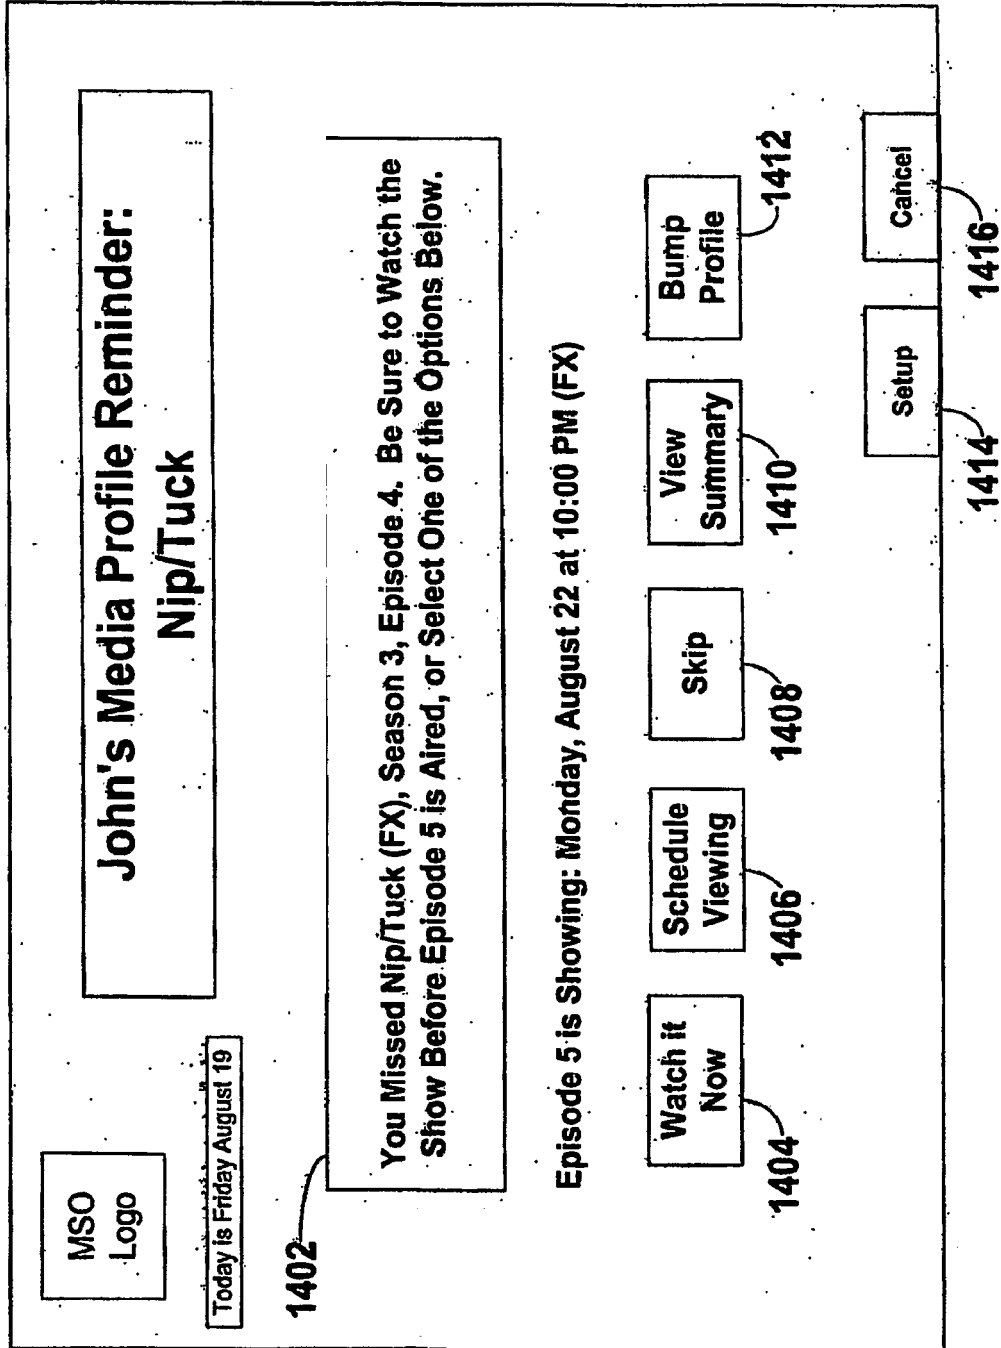 MSO
Logo
John's Media Profile Reminder:
Nip/Tuck
Today is Friday August 19
1402
You Missed Nip/Tuck (FX), Season 3, Episode 4. Be Sure to Watch the
Show Before Episode 5 is Aired, or Select One of the Options Below.
Episode 5 is Showing: Monday, August 22 at 10:00 PM (FX)
Watch it
Now
Schedule
Viewing
Skip
View
Summary
Bump
Profile
1404
1406
1408
1410
1412
Setup
Cancel
1414
1416